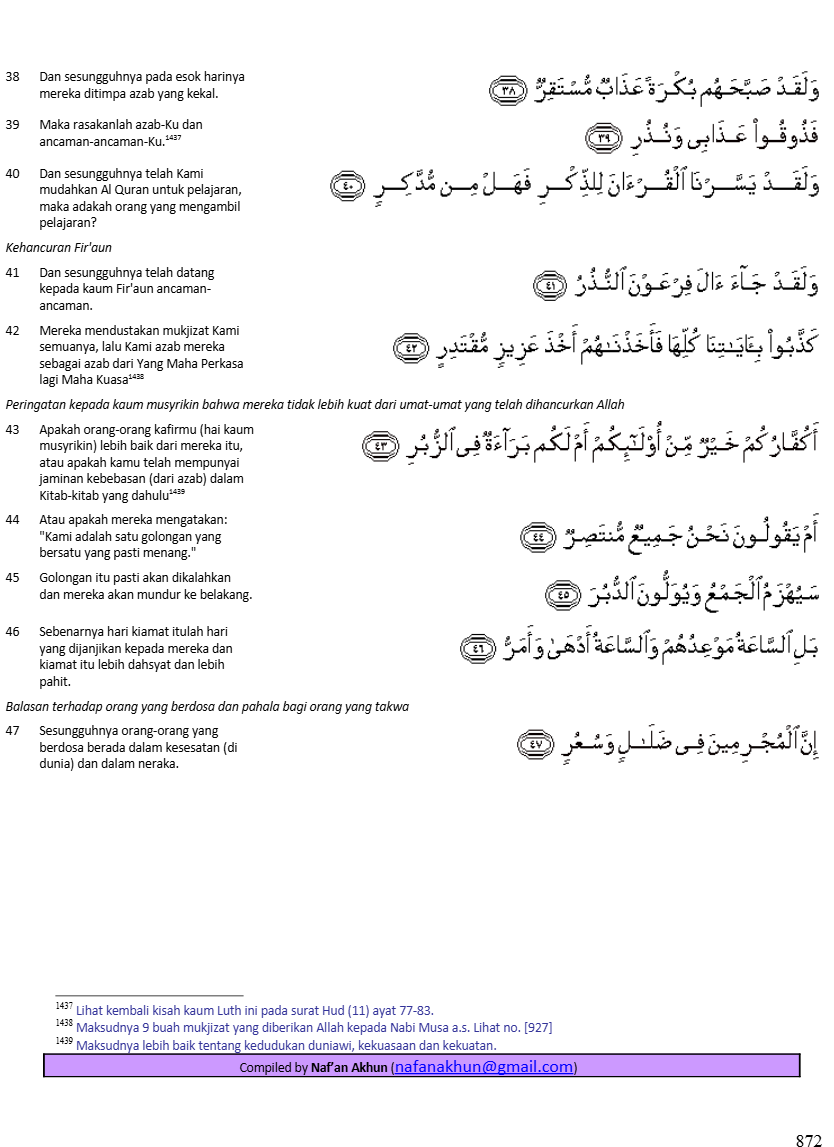 38 Dan sesungguhnya pada esok harinya
mereka ditimpa azab yang kekal.
وَلَقَدْ صَبَّحَهُم بُكْرَةً عَذَابٌ مُّسْتَقِرٌّ ﴿٣٨﴾
39 Maka rasakanlah azab-Ku dan
ancaman-ancaman-Ku.1437
فَذُوقُوا۟ عَذَابِى وَنُذُرِ ﴿٣٩﴾
40 Dan sesungguhnya telah Kami
mudahkan Al Quran untuk pelajaran,
maka adakah orang yang mengambil
pelajaran?
وَلَقَدْ يَسَّرْنَا ٱلْقُرْءَانَ لِلذِّكْرِ فَهَلْ مِن مُّدَّكِرٍ ﴿٤٠﴾
Kehancuran Fir'aun
41 Dan sesungguhnya telah datang
kepada kaum Fir'aun ancaman-
ancaman.
وَلَقَدْ جَآءَ ءَالَ فِرْعَوْنَ ٱلنُّذُرُ ﴿٤١﴾
42 Mereka mendustakan mukjizat Kami
semuanya, lalu Kami azab mereka
sebagai azab dari Yang Maha Perkasa
lagi Maha Kuasa1438
كَذَّبُوا۟ بِـَٔايَـٰتِنَا كُلِّهَا فَأَخَذْنَـٰهُمْ أَخْذَ عَزِيزٍ مُّقْتَدِرٍ ﴿٤٢﴾
Peringatan kepada kaum musyrikin bahwa mereka tidak lebih kuat dari umat-umat yang telah dihancurkan Allah
43 Apakah orang-orang kafirmu (hai kaum
musyrikin) lebih baik dari mereka itu,
atau apakah kamu telah mempunyai
jaminan kebebasan (dari azab) dalam
Kitab-kitab yang dahulu1439
أَكُفَّارُكُمْ خَيْرٌ مِّنْ أُو۟لَـٰٓئِكُمْ أَمْ لَكُم بَرَآءَةٌ فِى ٱلزُّبُرِ ﴿٤٣﴾
44 Atau apakah mereka mengatakan:
"Kami adalah satu golongan yang
bersatu yang pasti menang."
أَمْ يَقُولُونَ نَحْنُ جَمِيعٌ مُّنتَصِرٌ ﴿٤٤﴾
45 Golongan itu pasti akan dikalahkan
dan mereka akan mundur ke belakang.
سَيُهْزَمُ ٱلْجَمْعُ وَيُوَلُّونَ ٱلدُّبُرَ ﴿٤٥﴾
46 Sebenarnya hari kiamat itulah hari
yang dijanjikan kepada mereka dan
kiamat itu lebih dahsyat dan lebih
pahit.
بَلِ ٱلسَّاعَةُ مَوْعِدُهُمْ وَٱلسَّاعَةُ أَدْهَىٰ وَأَمَرُّ ﴿٤٦﴾
Balasan terhadap orang yang berdosa dan pahala bagi orang yang takwa
47 Sesungguhnya orang-orang yang
berdosa berada dalam kesesatan (di
dunia) dan dalam neraka.
إِنَّ ٱلْمُجْرِمِينَ فِى ضَلَـٰلٍ وَسُعُرٍ ﴿٤٧﴾
1437 Lihat kembali kisah kaum Luth ini pada surat Hud (11) ayat 77-83.
1438 Maksudnya 9 buah mukjizat yang diberikan Allah kepada Nabi Musa a.s. Lihat no. [927]
1439 Maksudnya lebih baik tentang kedudukan duniawi, kekuasaan dan kekuatan.
Compiled by Naf’an Akhun (nafanakhun@gmail.com)
872